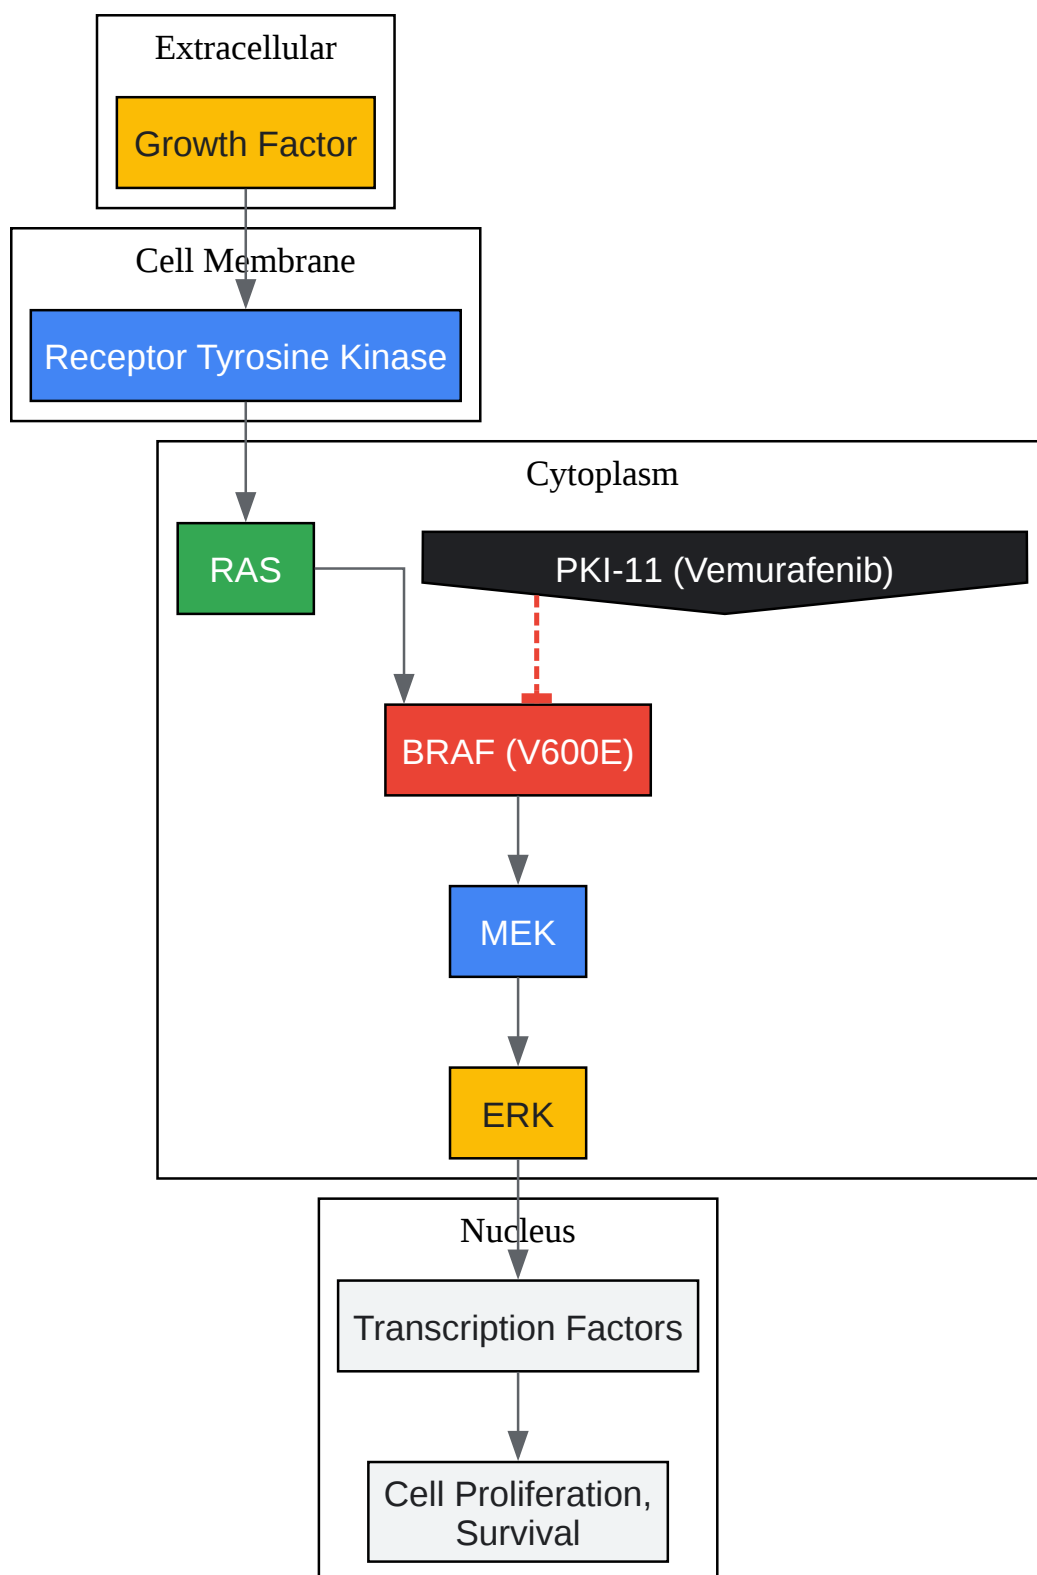 Extracellular
Growth Factor
Cell Membrane
Receptor Tyrosine Kinase
Cytoplasm
RAS
PKI-11 (Vemurafenib)
BRAF (V600E)
MEK
ERK
Nucleus
Transcription Factors
Cell Proliferation,
Survival